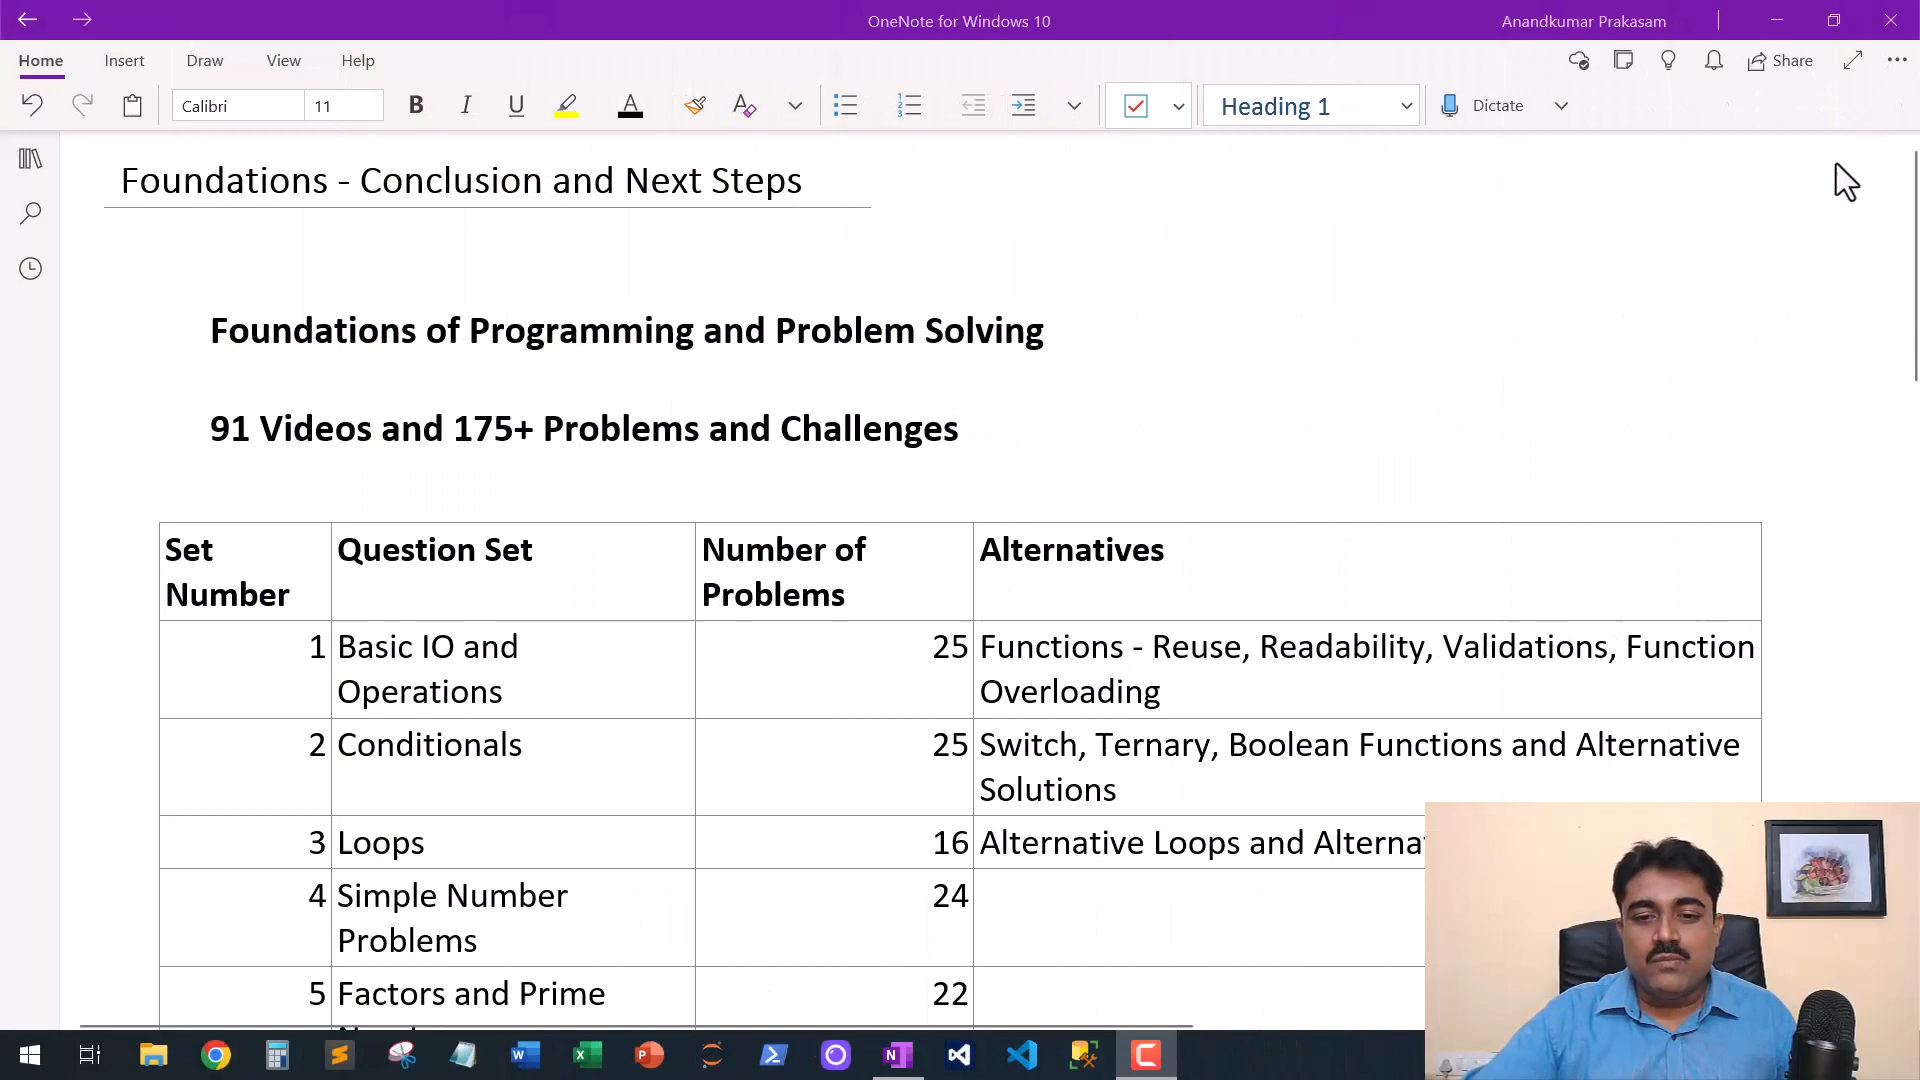 OneNote for Windows 10
Anandkumar Prakasam
Home Insert Draw View Help
Share
Calibri 11 B I U A A Heading 1 Dictate
Foundations - Conclusion and Next Steps
Foundations of Programming and Problem Solving
91 Videos and 175+ Problems and Challenges
Set Number Question Set Number of Problems Alternatives
1 Basic IO and Operations 25 Functions - Reuse, Readability, Validations, Function Overloading
2 Conditionals 25 Switch, Ternary, Boolean Functions and Alternative Solutions
3 Loops 16 Alternative Loops and
4 Simple Number Problems 24
5 Factors and Prime 22